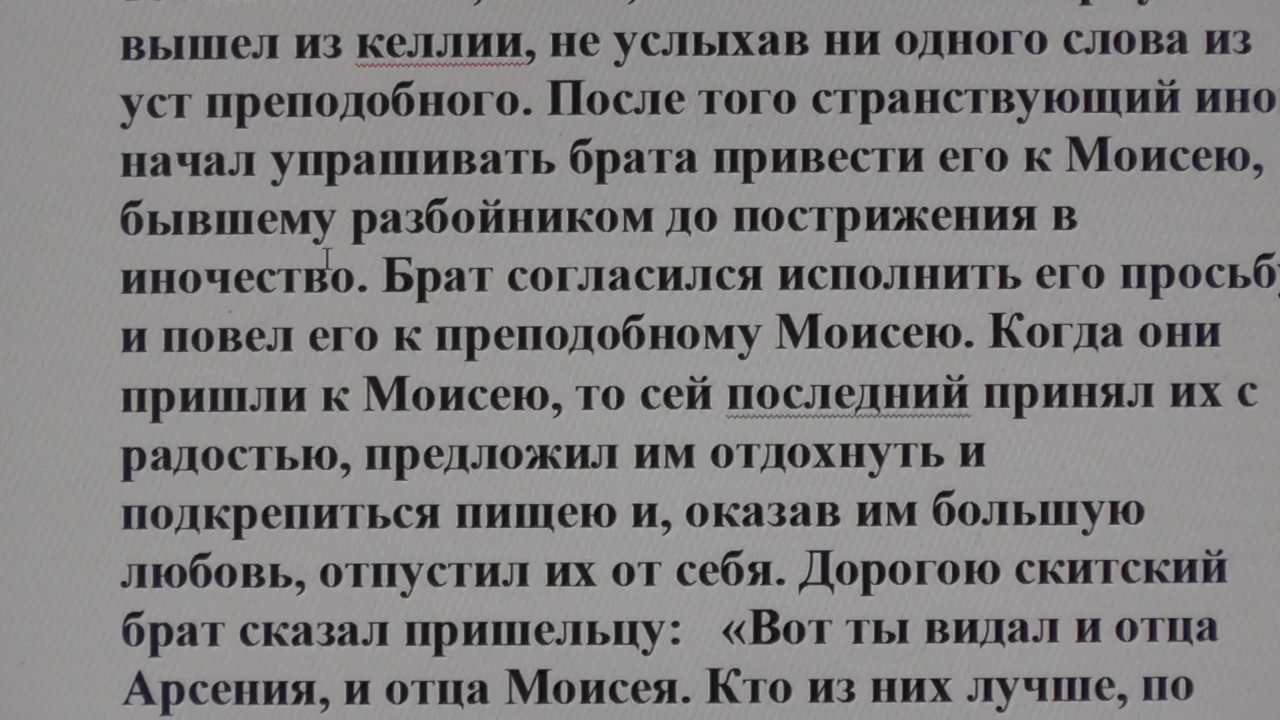 вышел из келлии, не услыхав ни одного слова из
уст преподобного. После того странствующий ино
начал упрашивать брата привести его к Моисею,
бывшему разбойником до пострижения в
иночество. Брат согласился исполнить его просьбу
и повел его к преподобному Моисею. Когда они
пришли к Моисею, то сей последний принял их с
радостью, предложил им отдохнуть и
подкрепиться пищею и, оказав им большую
любовь, отпустил их от себя. Дорогою скитский
брат сказал пришельцу: «Вот ты видал и отца
Арсения, и отца Моисея. Кто из них лучше, по